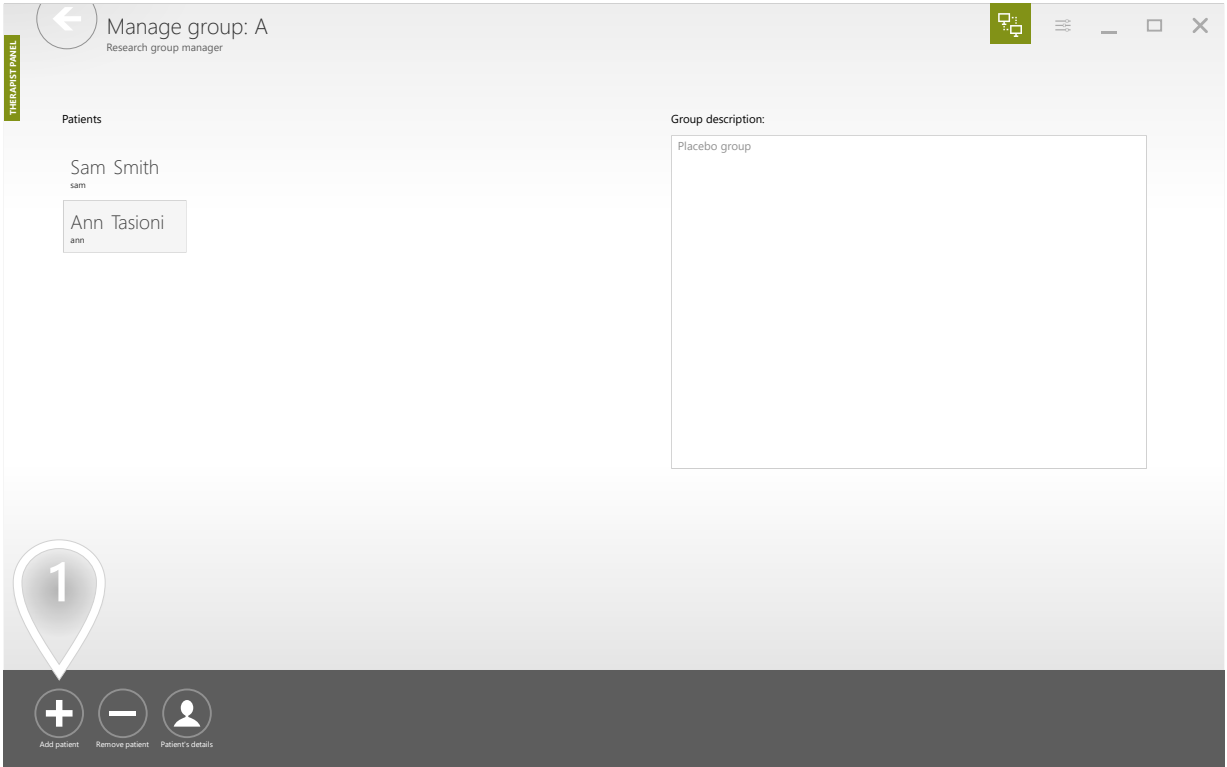 Manage group: A
Research group manager
THERAPIST PANEL
Patients
Group description:
Sam Smith
sam
Ann Tasioni
ann
Placebo group
1
Add patient
Remove patient
Patient's details